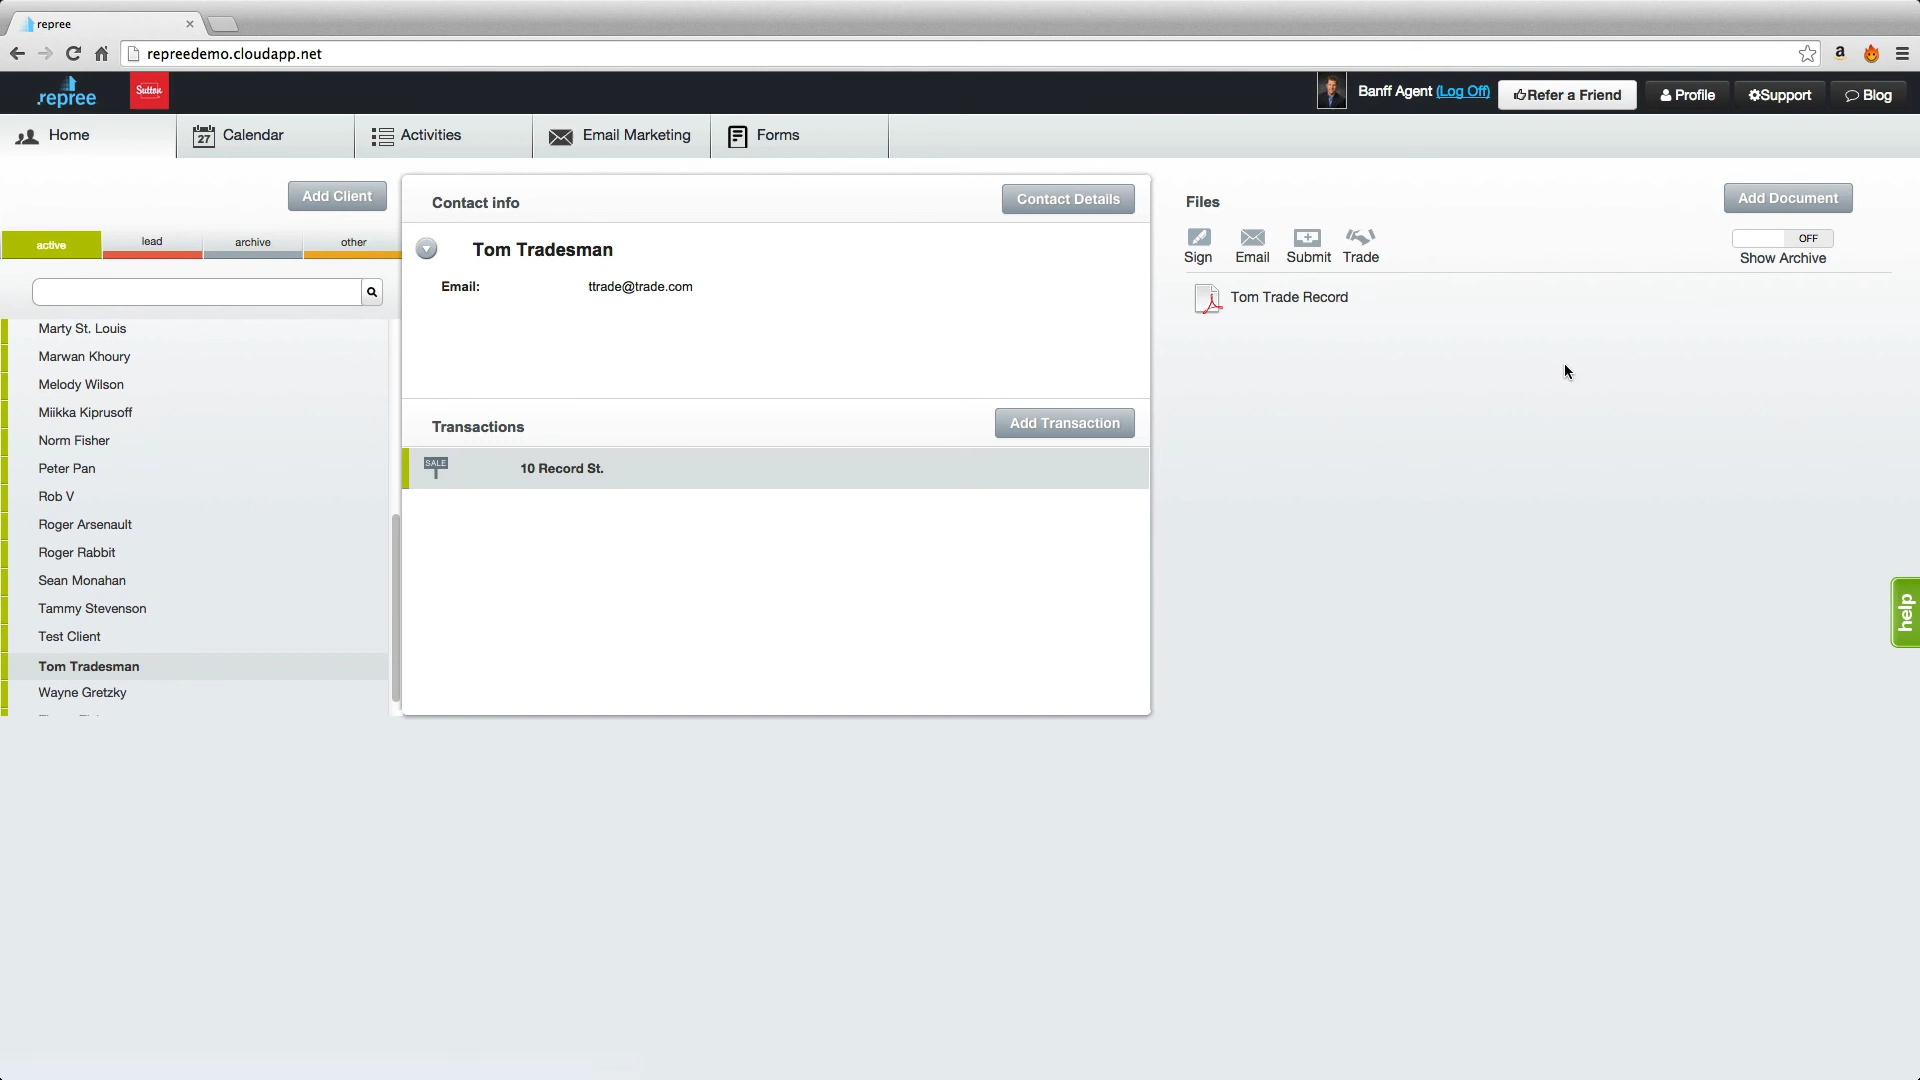 repree
repreedemo.cloudapp.net
a
repree
Sutton
Banff Agent (Log Off)
Refer a Friend
Profile
Support
Blog
Home
27
Calendar
Activities
Email Marketing
Forms
Add Client
active
lead
archive
other
Marty St. Louis
Marwan Khoury
Melody Wilson
Miikka Kiprusoff
Norm Fisher
Peter Pan
Rob V
Roger Arsenault
Roger Rabbit
Sean Monahan
Tammy Stevenson
Test Client
Tom Tradesman
Wayne Gretzky
Contact info
Contact Details
Tom Tradesman
Email: ttrade@trade.com
Transactions
Add Transaction
SALE
10 Record St.
Files
Add Document
Sign
Email
Submit
Trade
OFF
Show Archive
Tom Trade Record
help